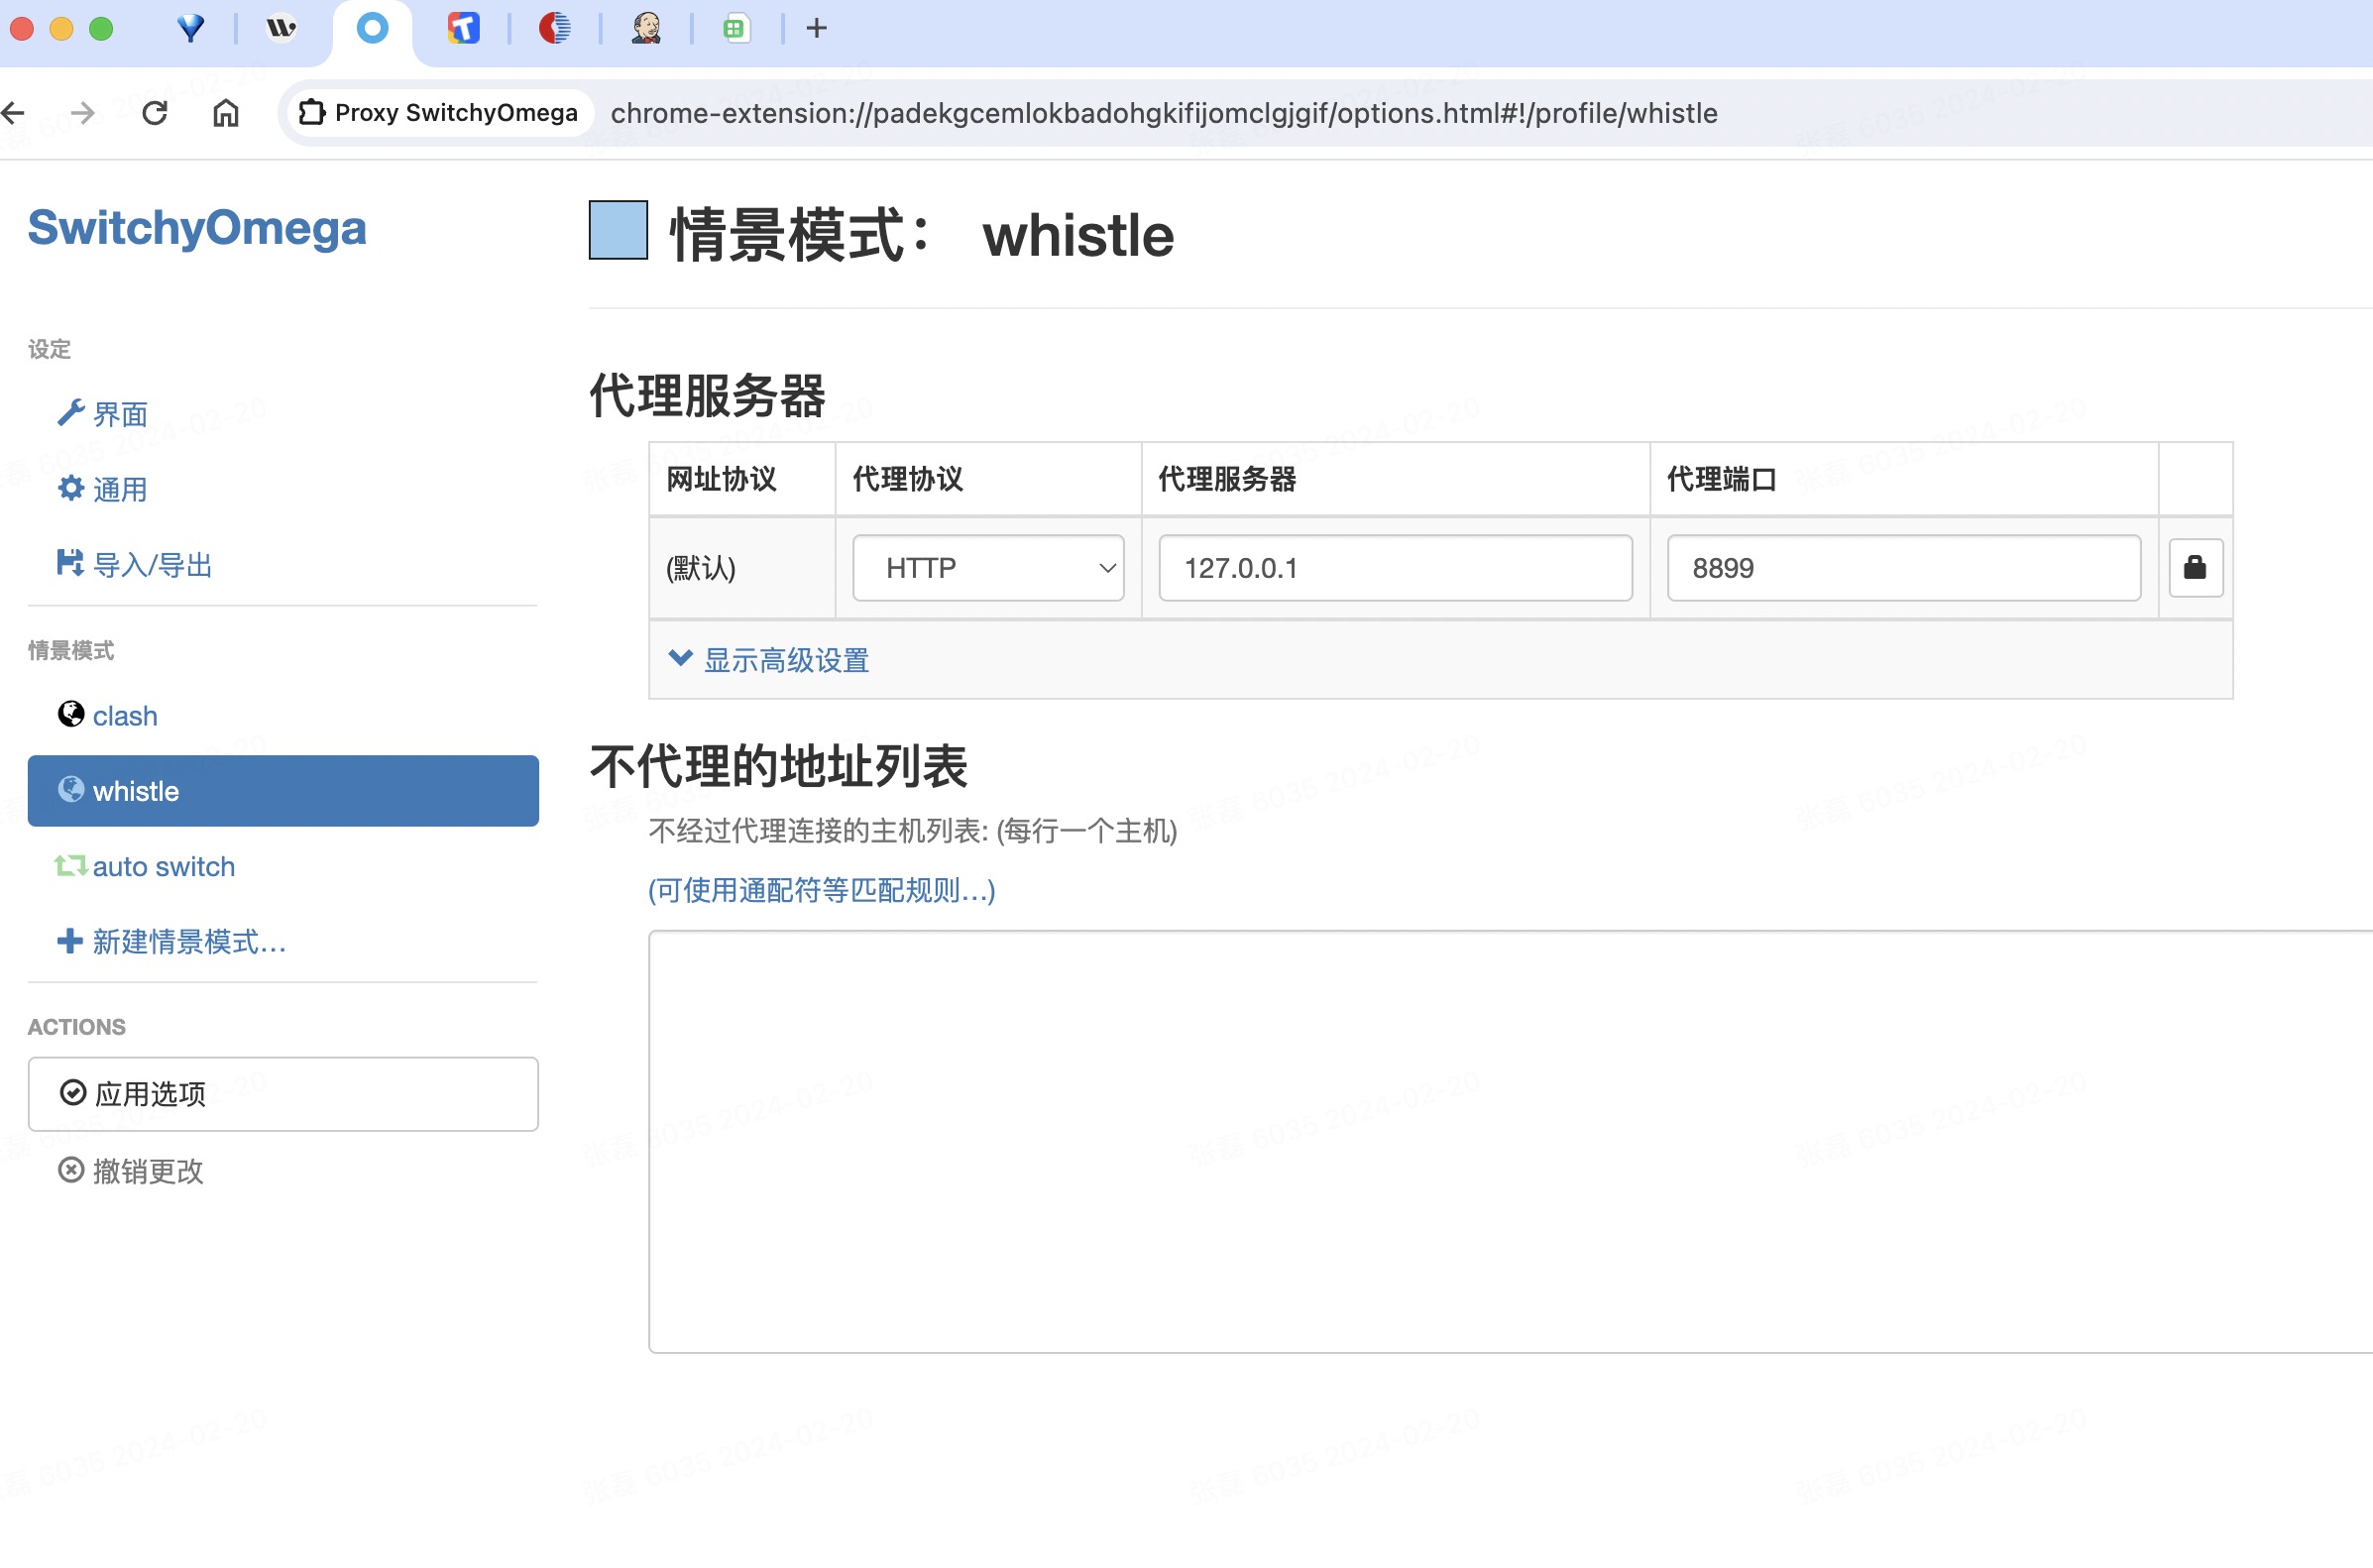 Proxy SwitchyOmega
chrome-extension://padekgcemlokbadohgkifijomclgjgif/options.html#!/profile/whistle
SwitchyOmega
设定
界面
通用
导入/导出
情景模式
clash
whistle
auto switch
新建情景模式…
ACTIONS
应用选项
撤销更改
情景模式： whistle
代理服务器
网址协议 代理协议 代理服务器 代理端口
(默认) HTTP 127.0.0.1 8899
显示高级设置
不代理的地址列表
不经过代理连接的主机列表: (每行一个主机)
(可使用通配符等匹配规则…)
张磊 6035 2024-02-20